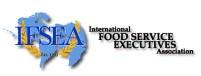 IFSEA
International
FOOD SERVICE
EXECUTIVES
Association